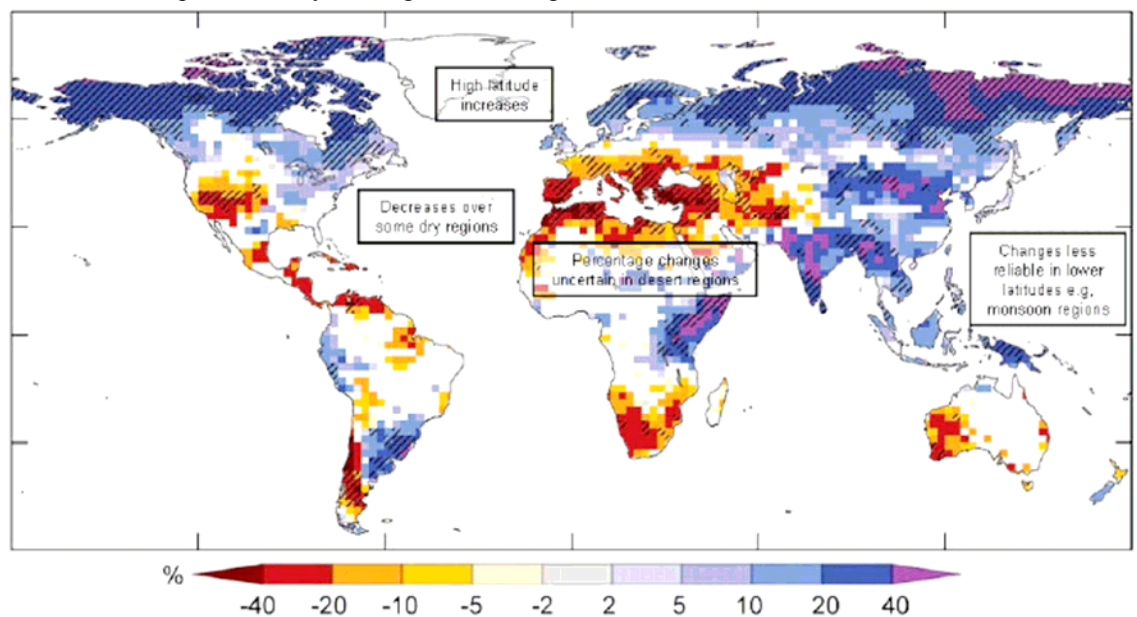 High latitude
increases
Decreases over
some dry regions
Percentage changes
uncertain in desert regions
Changes less
reliable in lower
latitudes e.g,
monsoon regions
%
-40 -20 -10 -5 -2 2 5 10 20 40